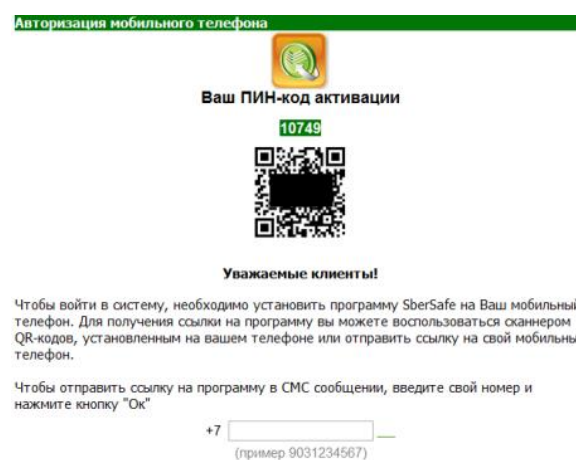 Авторизация мобильного телефона
Ваш ПИН-код активации
10749
Уважаемые клиенты!
Чтобы войти в систему, необходимо установить программу SberSafe на Ваш мобильный
телефон. Для получения ссылки на программу вы можете воспользоваться сканнером
QR-кодов, установленным на вашем телефоне или отправить ссылку на свой мобильны
телефон.
Чтобы отправить ссылку на программу в СМС сообщении, введите свой номер и
нажмите кнопку "Ок"
+7
(пример 9031234567)